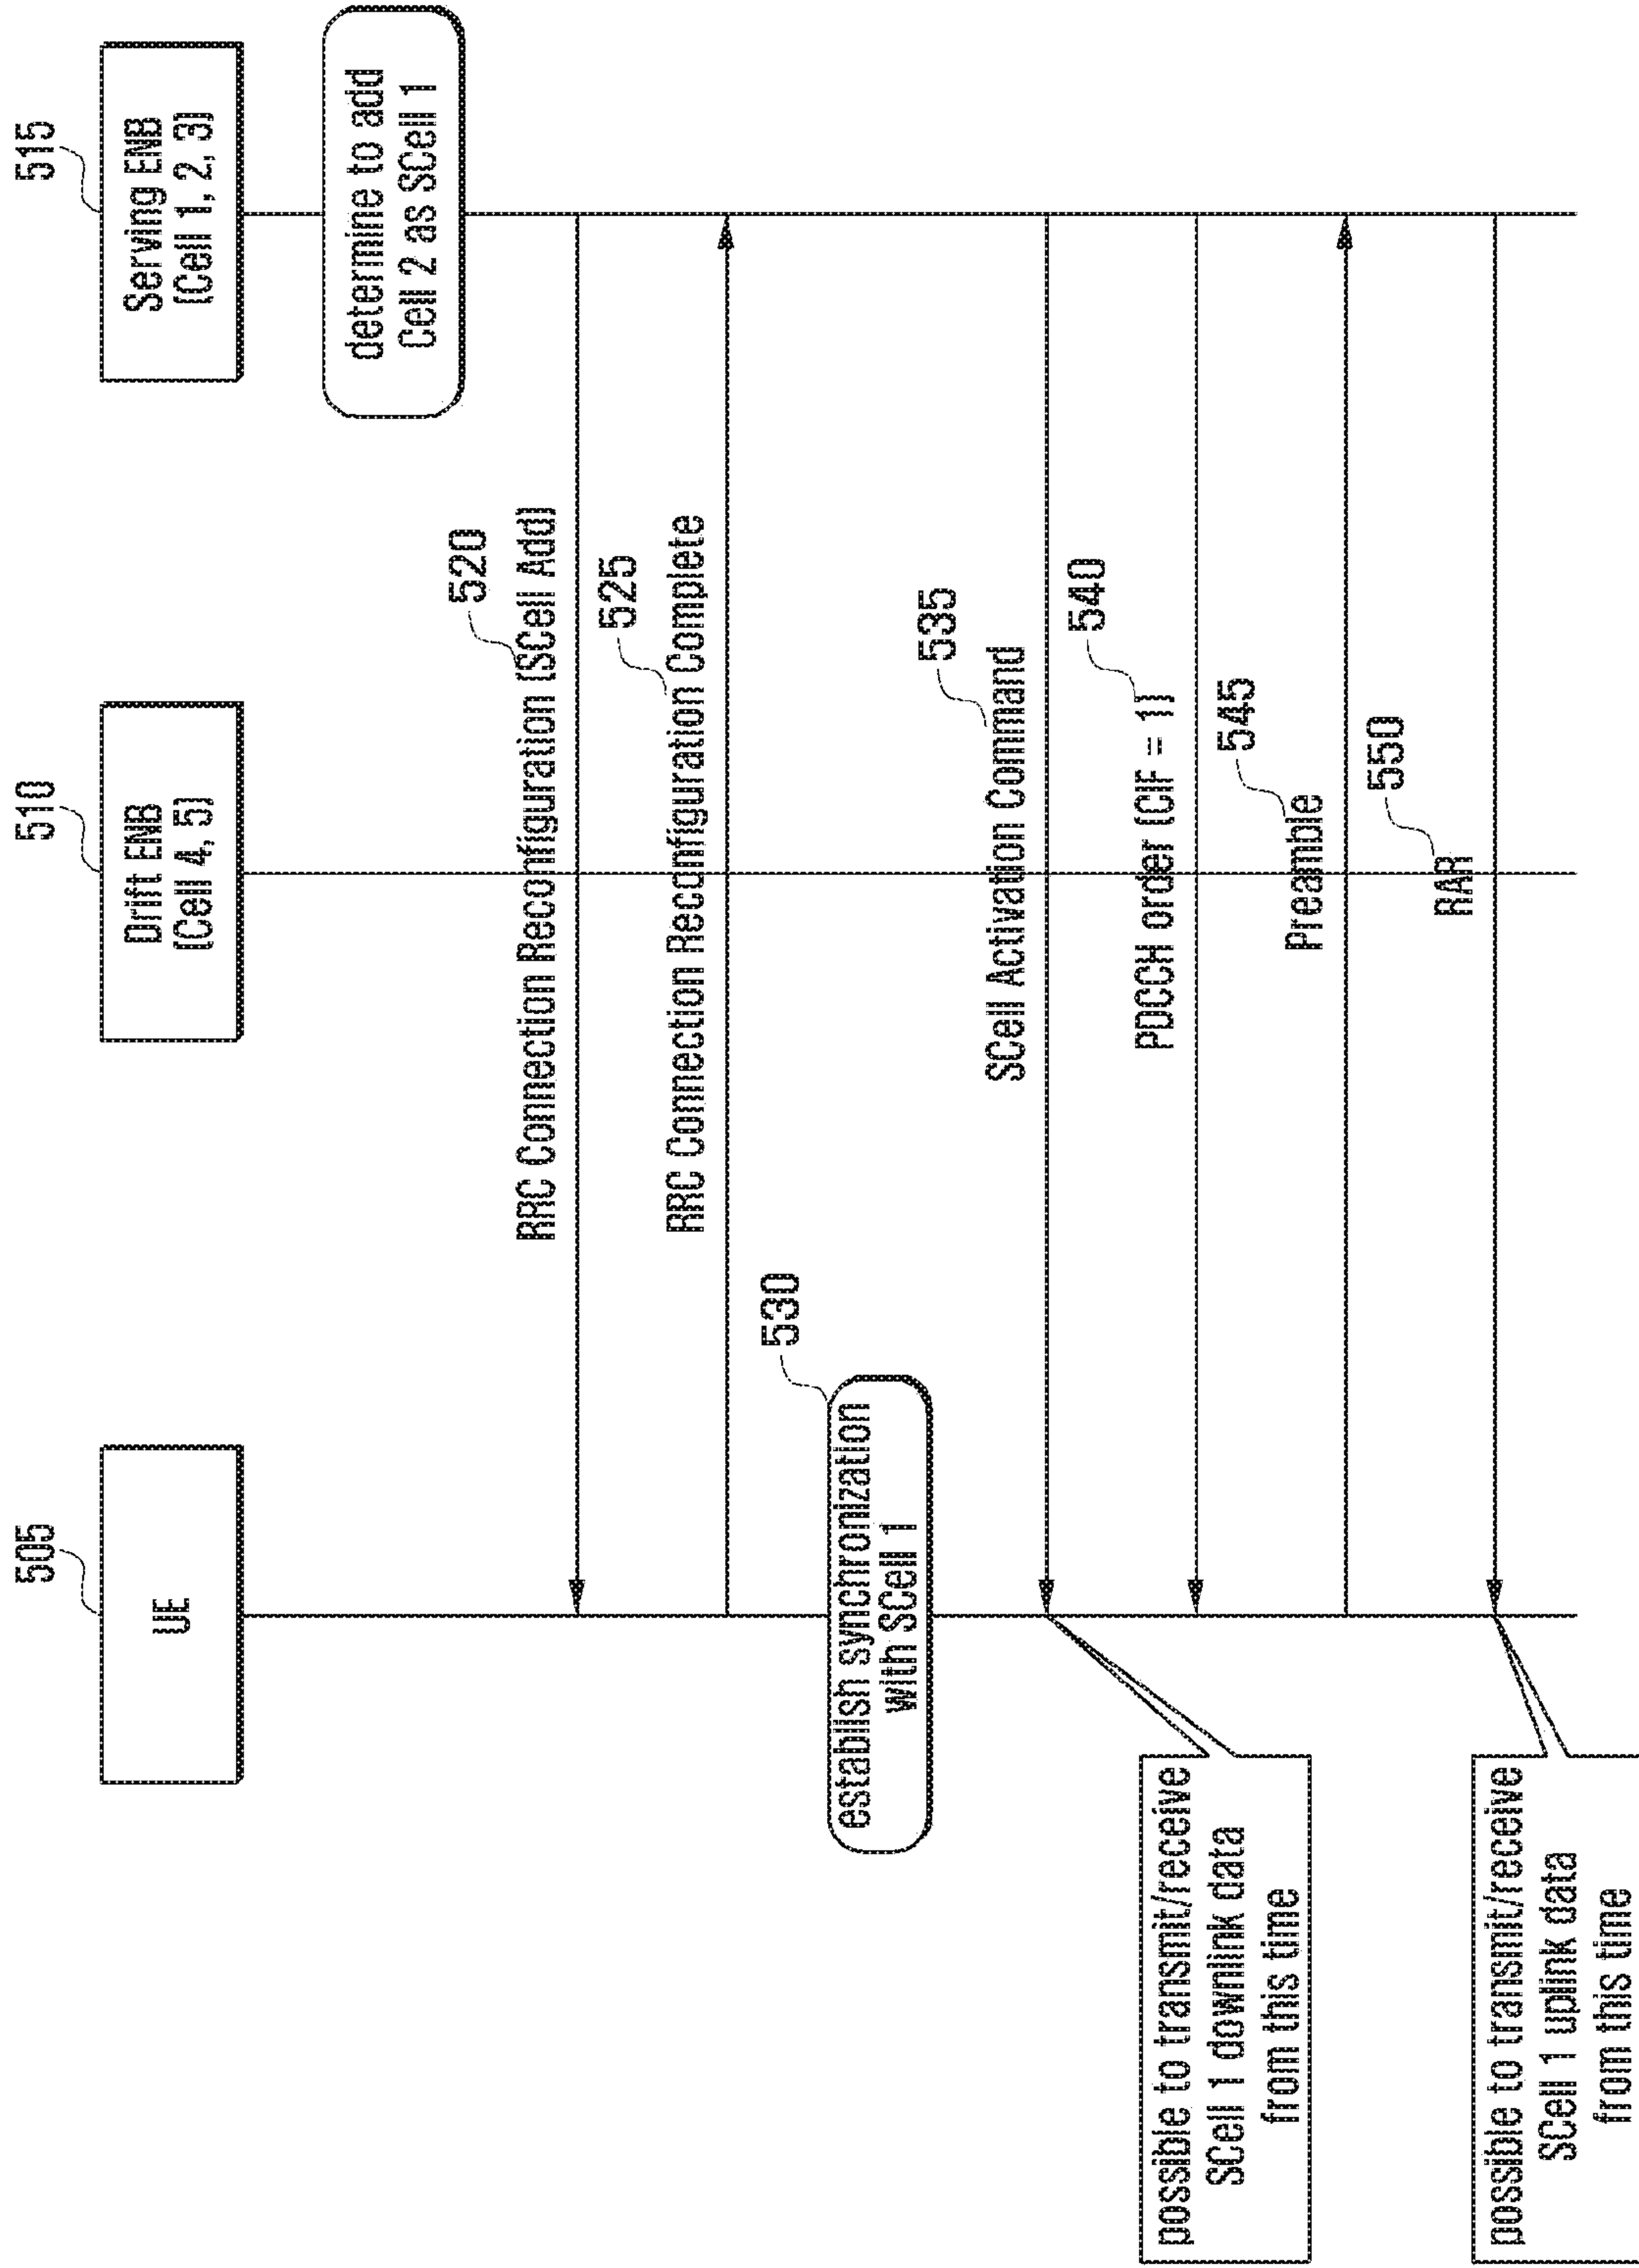 505
UE
510
Drift ENB
(Cell 4, 5)
515
Serving ENB
(Cell 1, 2, 3)
determine to add
Cell 2 as SCell 1
520
RRC Connection Reconfiguration (SCell Add)
525
RRC Connection Reconfiguration Complete
530
establish synchronization
with SCell 1
535
SCell Activation Command
possible to transmit/receive
SCell 1 downlink data
from this time
540
PDCCH order (CIF = 1)
545
Preamble
550
RAR
possible to transmit/receive
SCell 1 uplink data
from this time